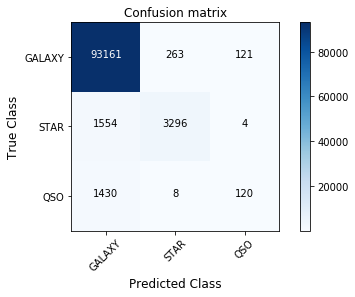 Confusion matrix
True Class
GALAXY 93161 263 121
STAR 1554 3296 4
QSO 1430 8 120
GALAXY STAR QSO
Predicted Class
80000
60000
40000
20000